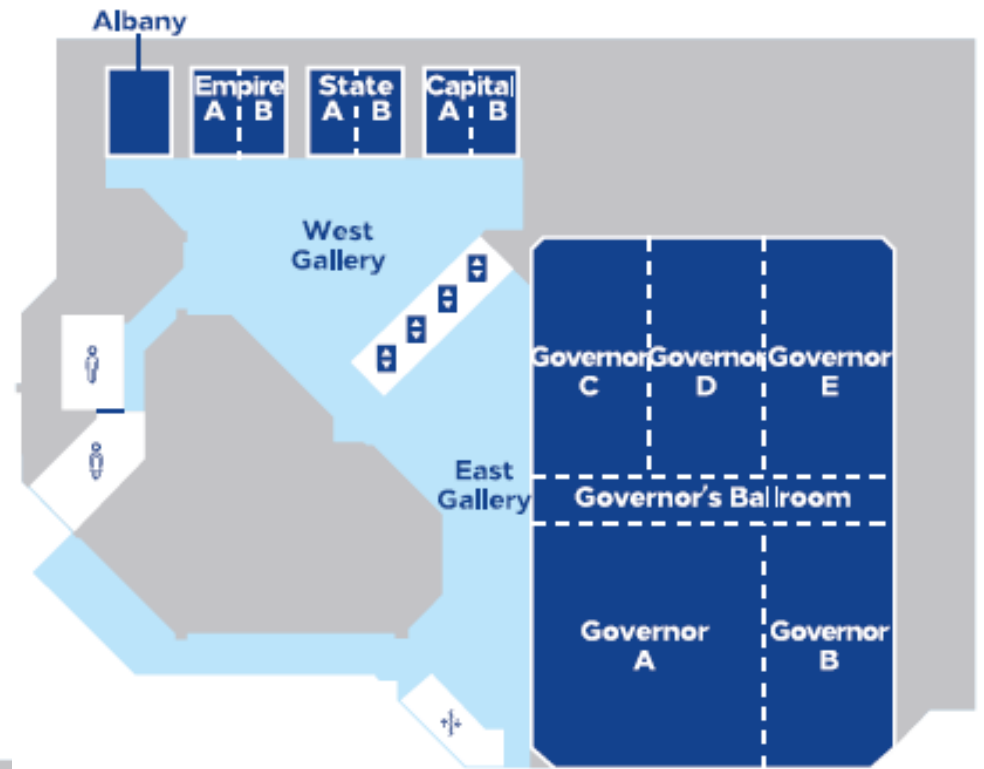 Albany
Empire
A B
State
A B
Capital
A B
West
Gallery
Governor
C
Governor
D
Governor
E
East
Gallery
Governor's Ballroom
Governor
A
Governor
B